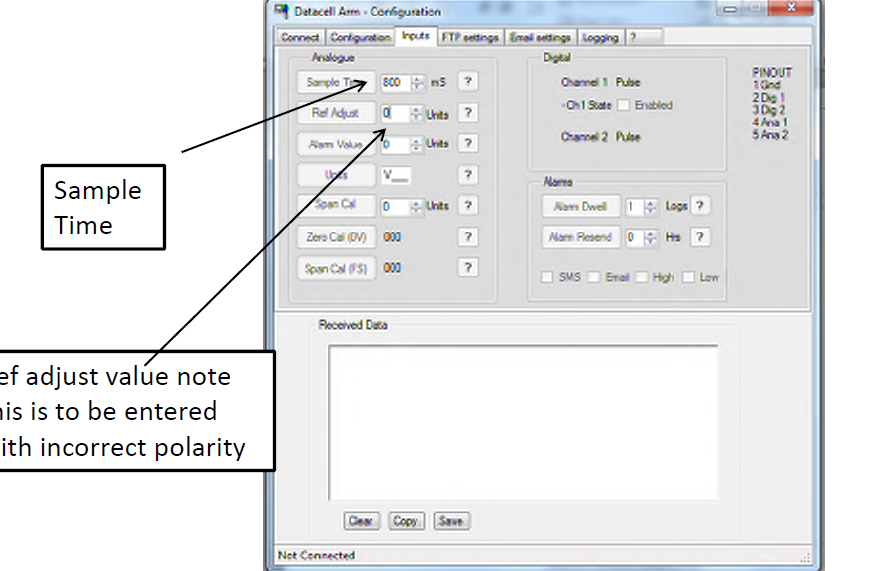 Datacell Arm - Configuration
Connect Configuration Inputs FTP settings Email settings Logging ?
Analogue
Sample Time 800 mS ?
Ref Adjust 0 Units ?
Alarm Value 0 Units ?
Units V___ ?
Span Cal 0 Units ?
Zero Cal (0V) 000 ?
Span Cal (FS) 000 ?
Digital
Channel 1 Pulse
-Ch1 State Enabled
Channel 2 Pulse
Alarms
Alarm Dwell 1 Logs ?
Alarm Resend 0 Hrs ?
SMS Email High Low
PINOUT
1 Gnd
2 Dig 1
3 Dig 2
4 Ana 1
5 Ana 2
Sample
Time
ef adjust value note
his is to be entered
ith incorrect polarity
Received Data
Clear Copy Save
Not Connected